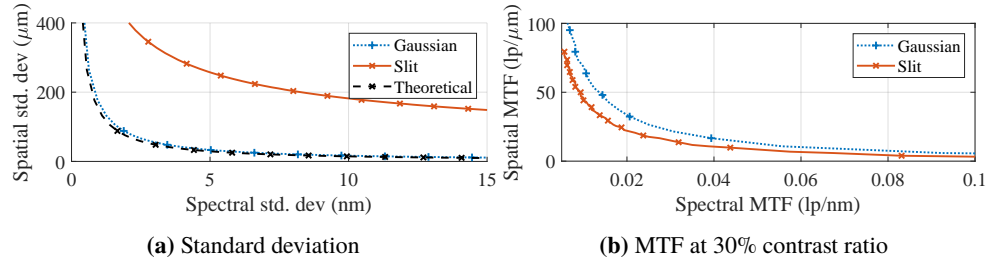 400
200
0
0
5
10
15
Spatial std. dev (μm)
Spectral std. dev (nm)
Gaussian
Slit
Theoretical
(a) Standard deviation
100
50
0
0.02
0.04
0.06
0.08
0.1
Spatial MTF (lp/μm)
Spectral MTF (lp/nm)
Gaussian
Slit
(b) MTF at 30% contrast ratio